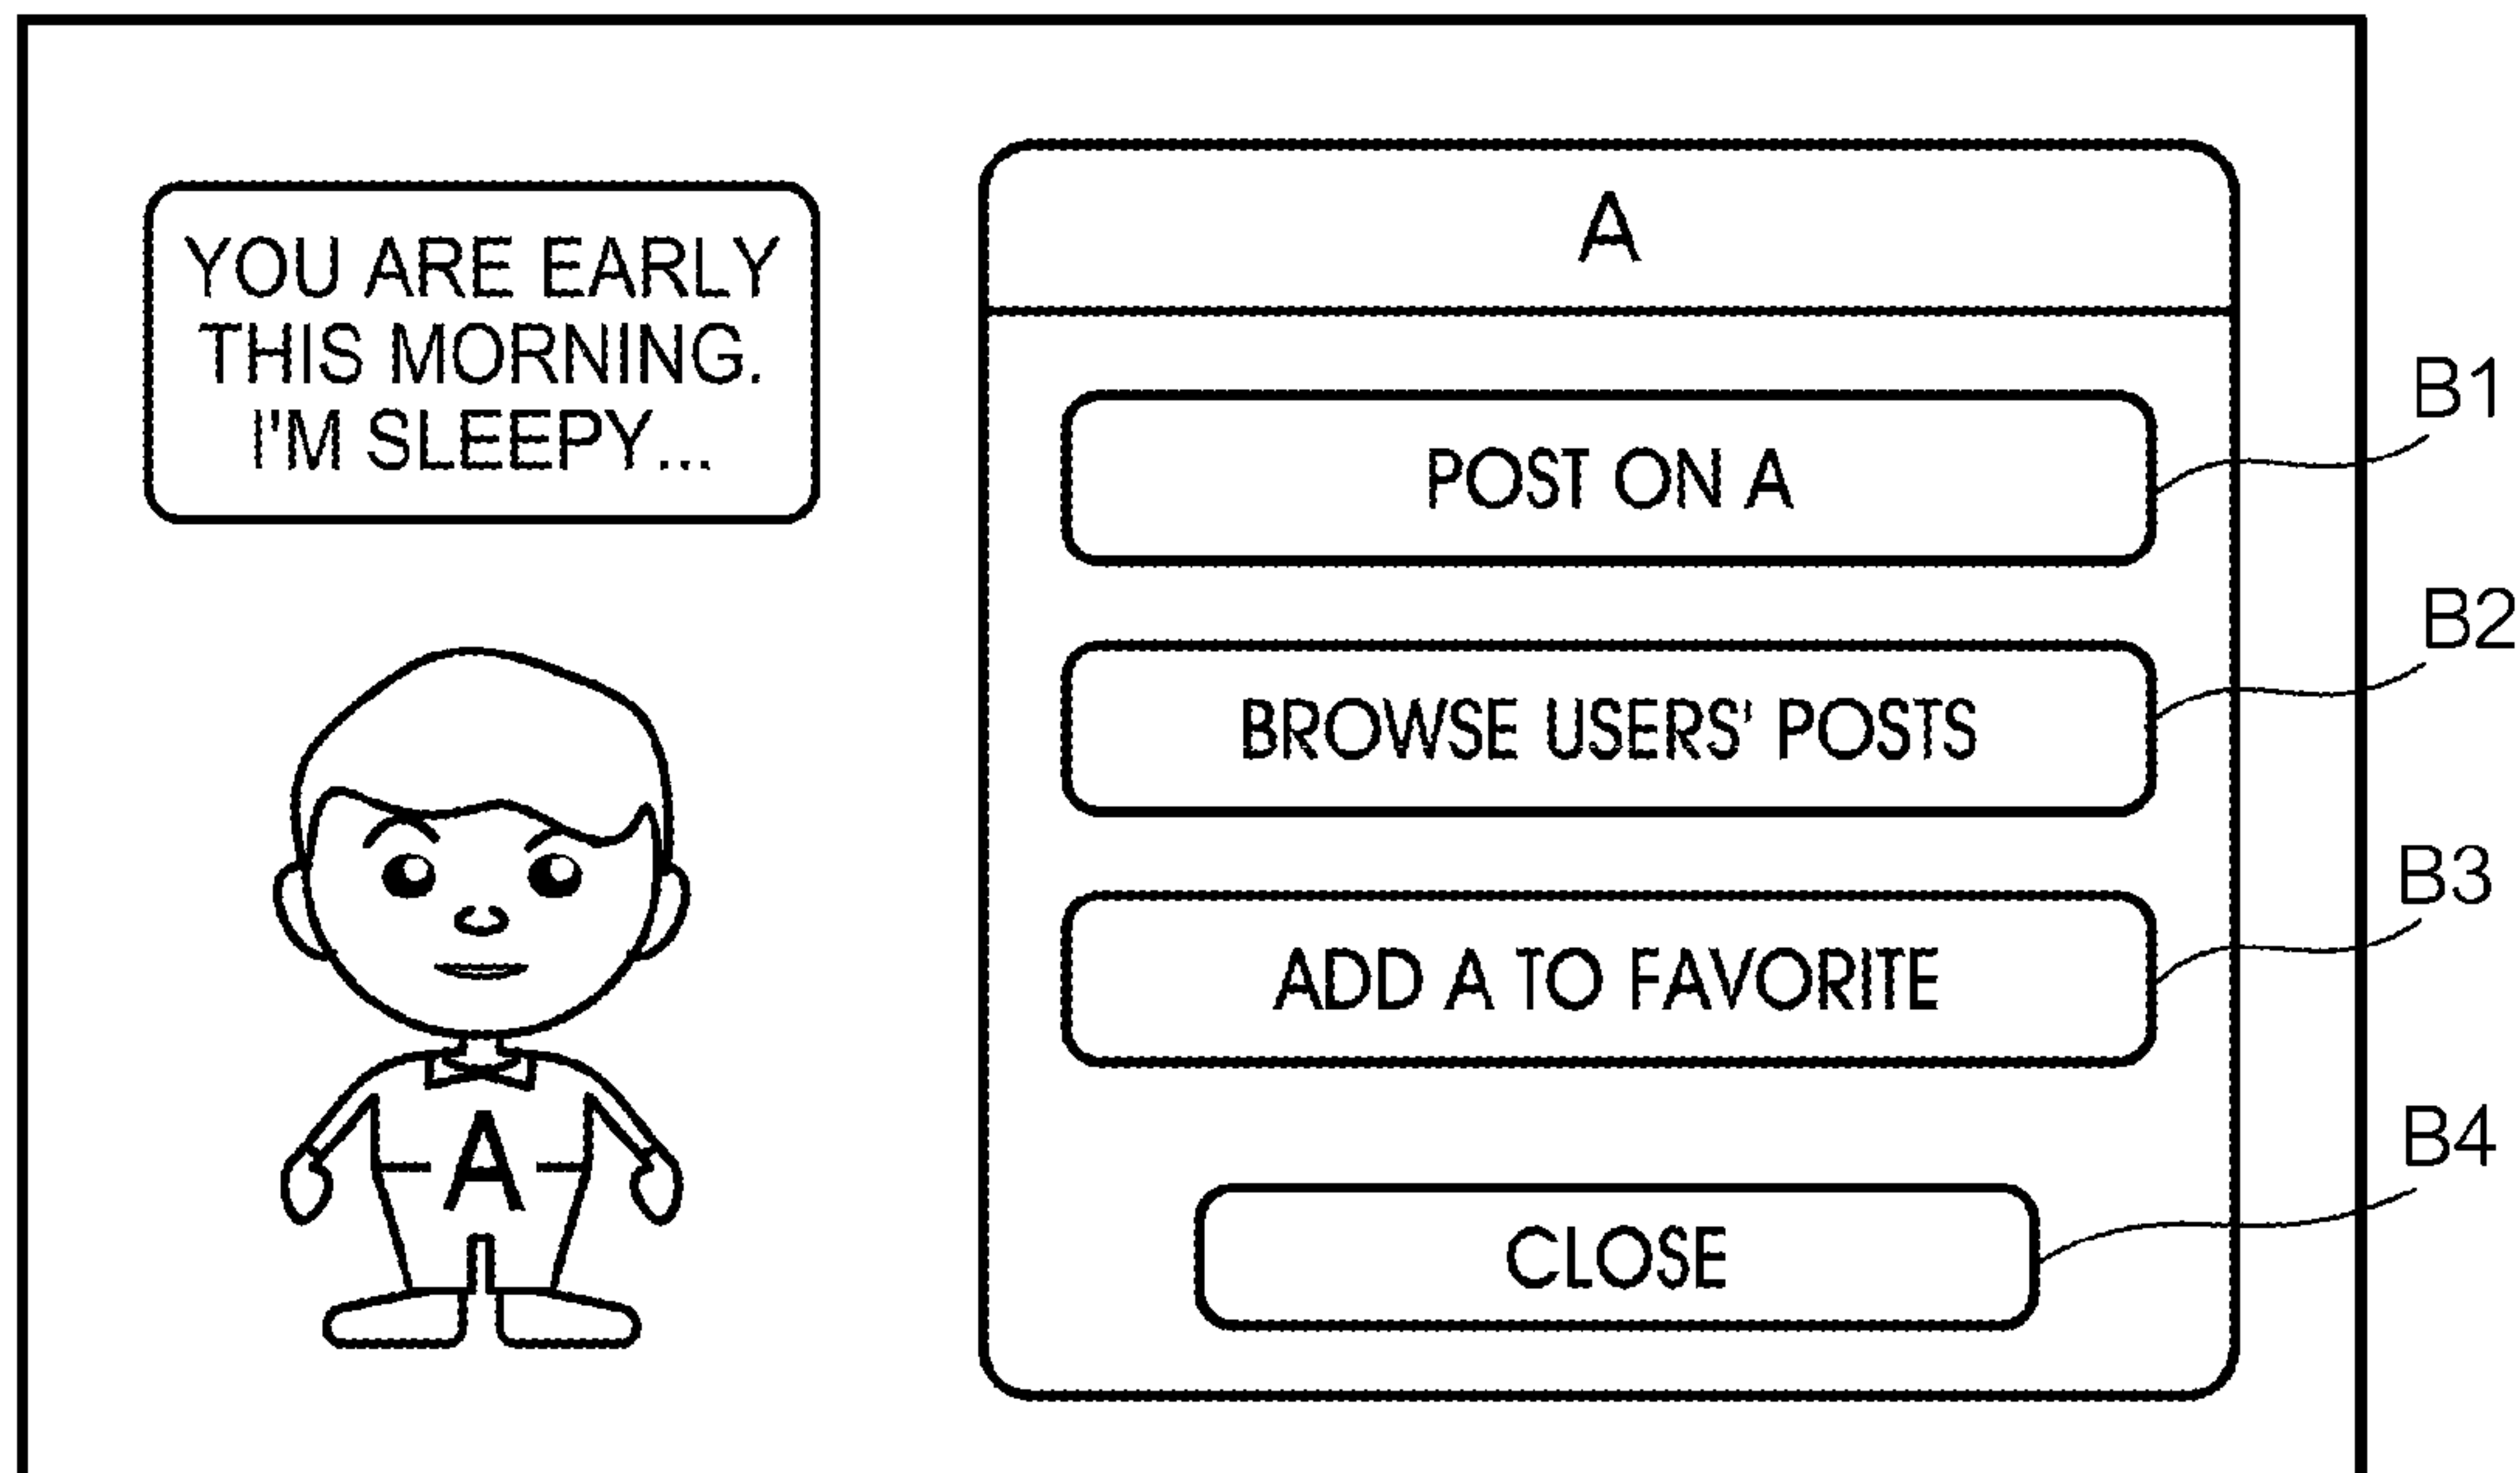 YOU ARE EARLY
THIS MORNING.
I'M SLEEPY...
A
A
POST ON A
B1
BROWSE USERS' POSTS
B2
ADD A TO FAVORITE
B3
CLOSE
B4